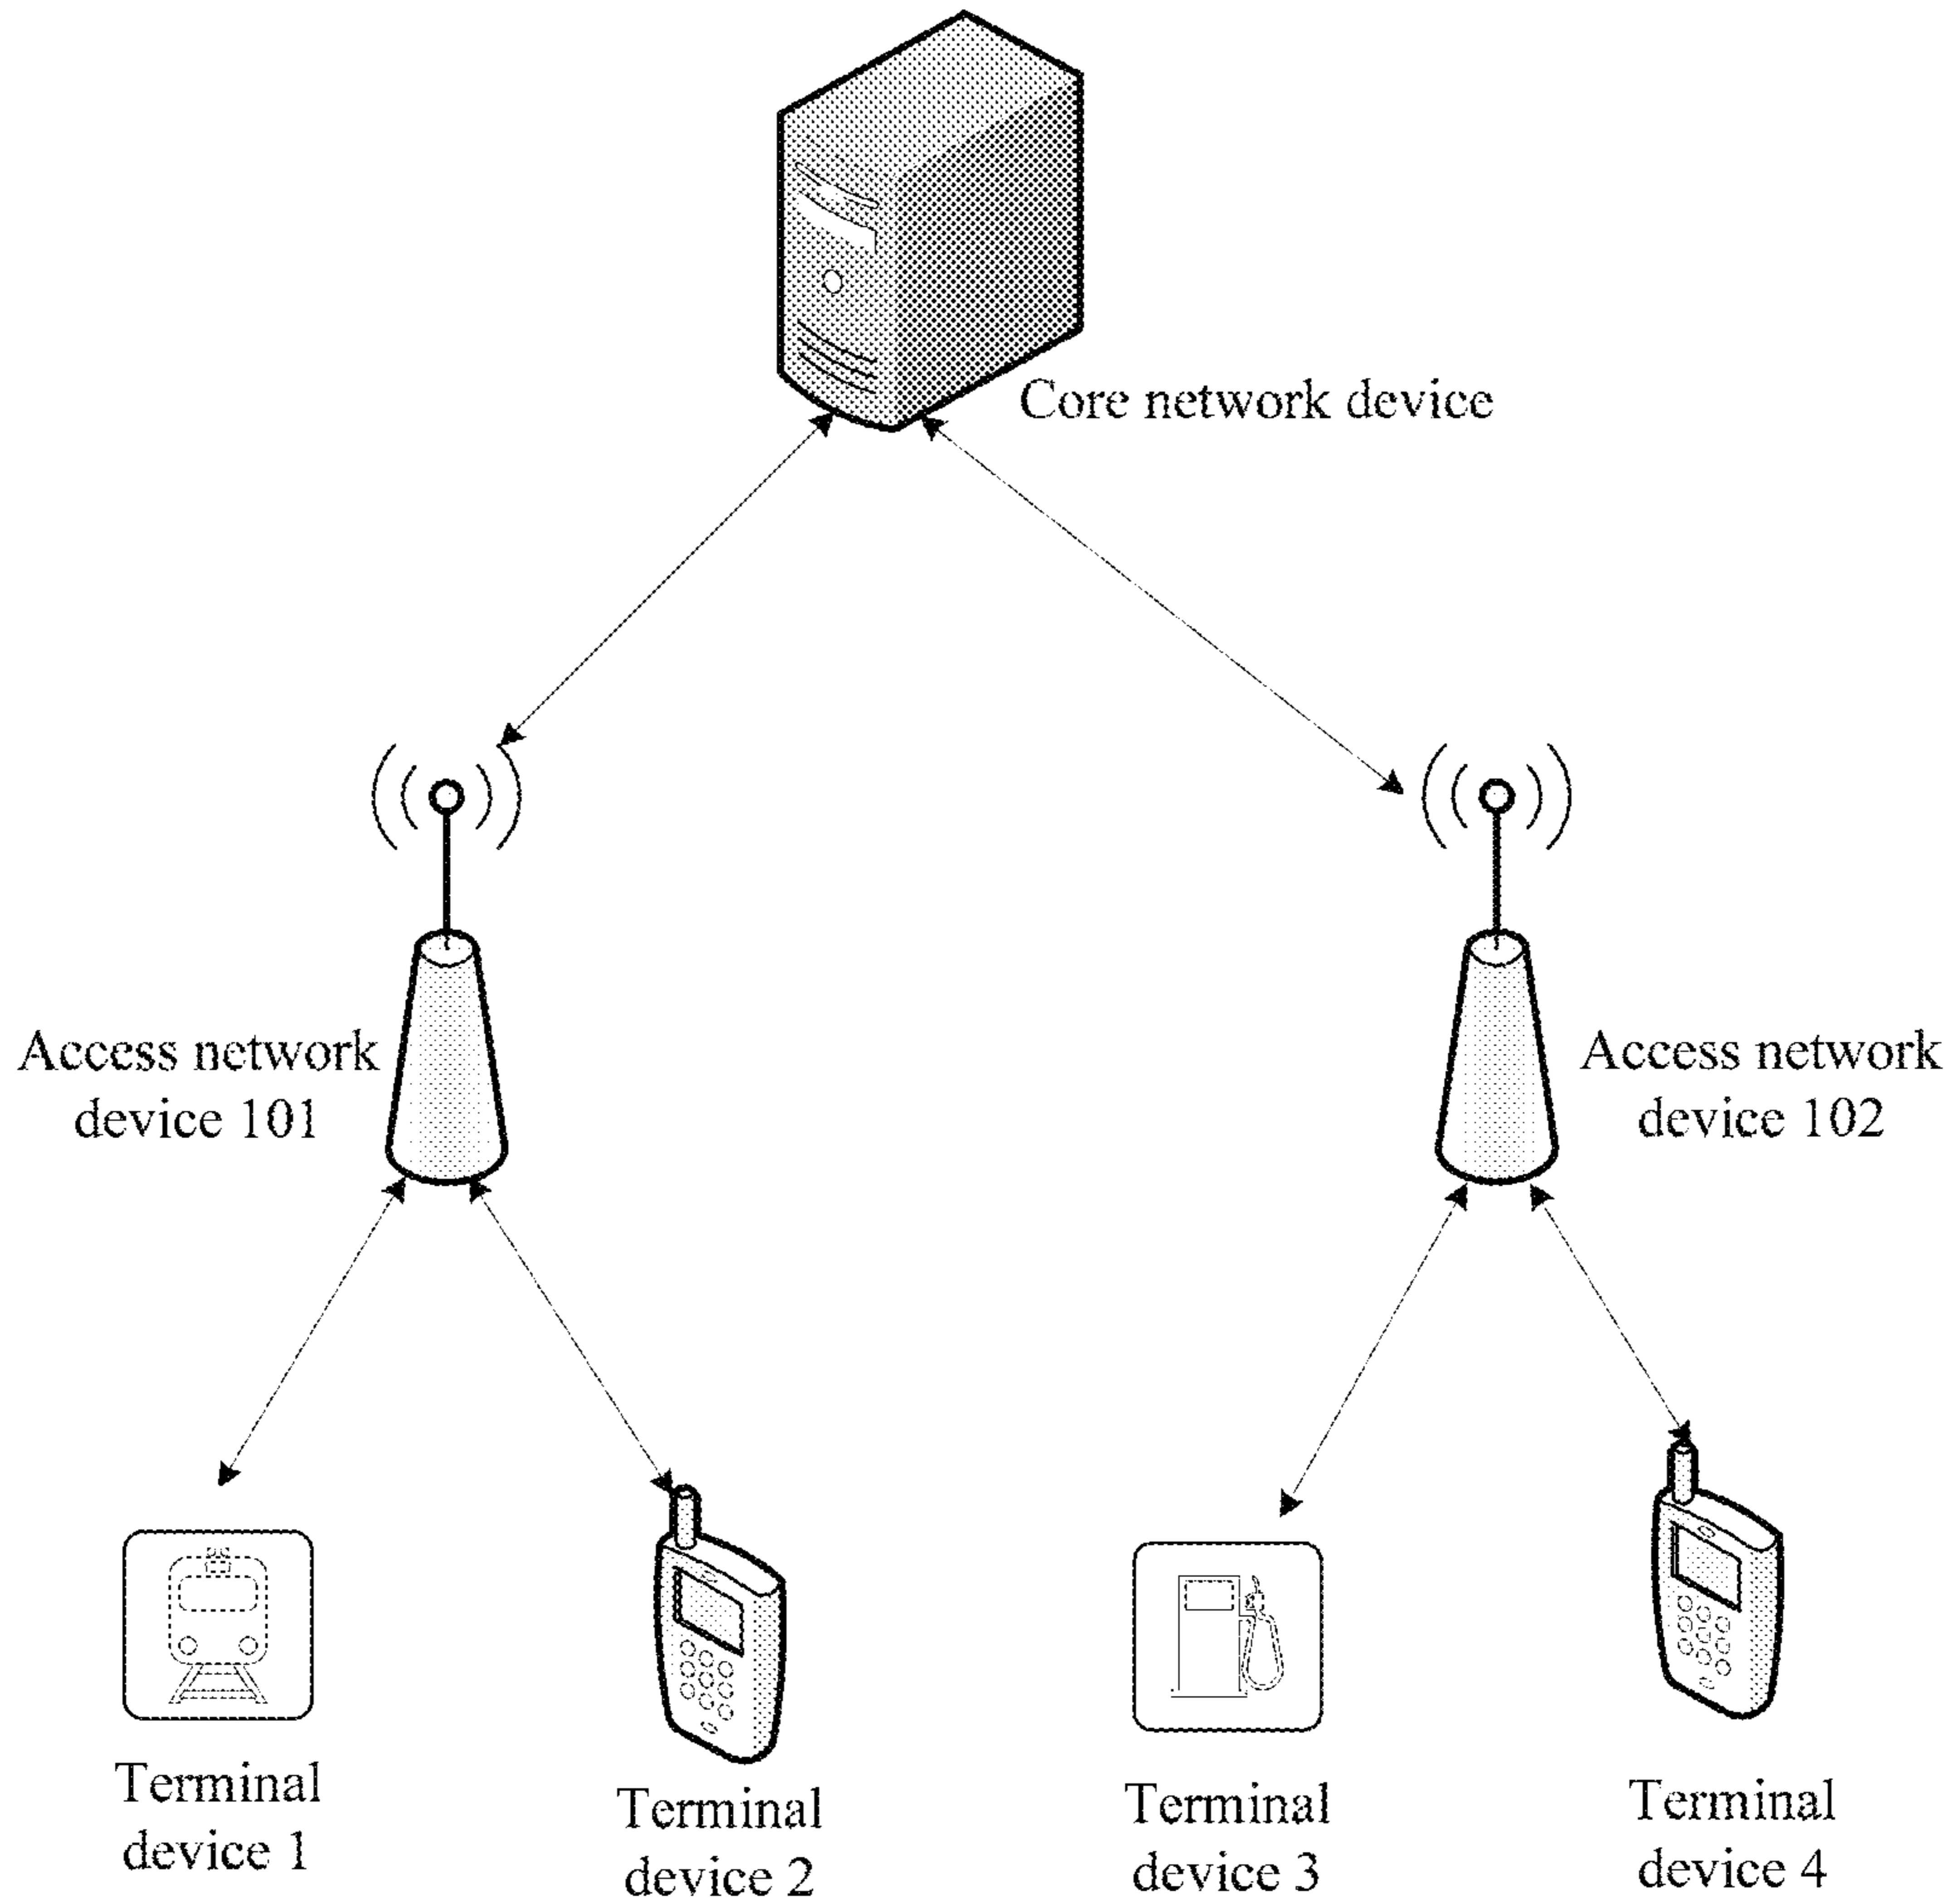 Core network device
Access network
device 101
Access network
device 102
Terminal
device 1
Terminal
device 2
Terminal
device 3
Terminal
device 4